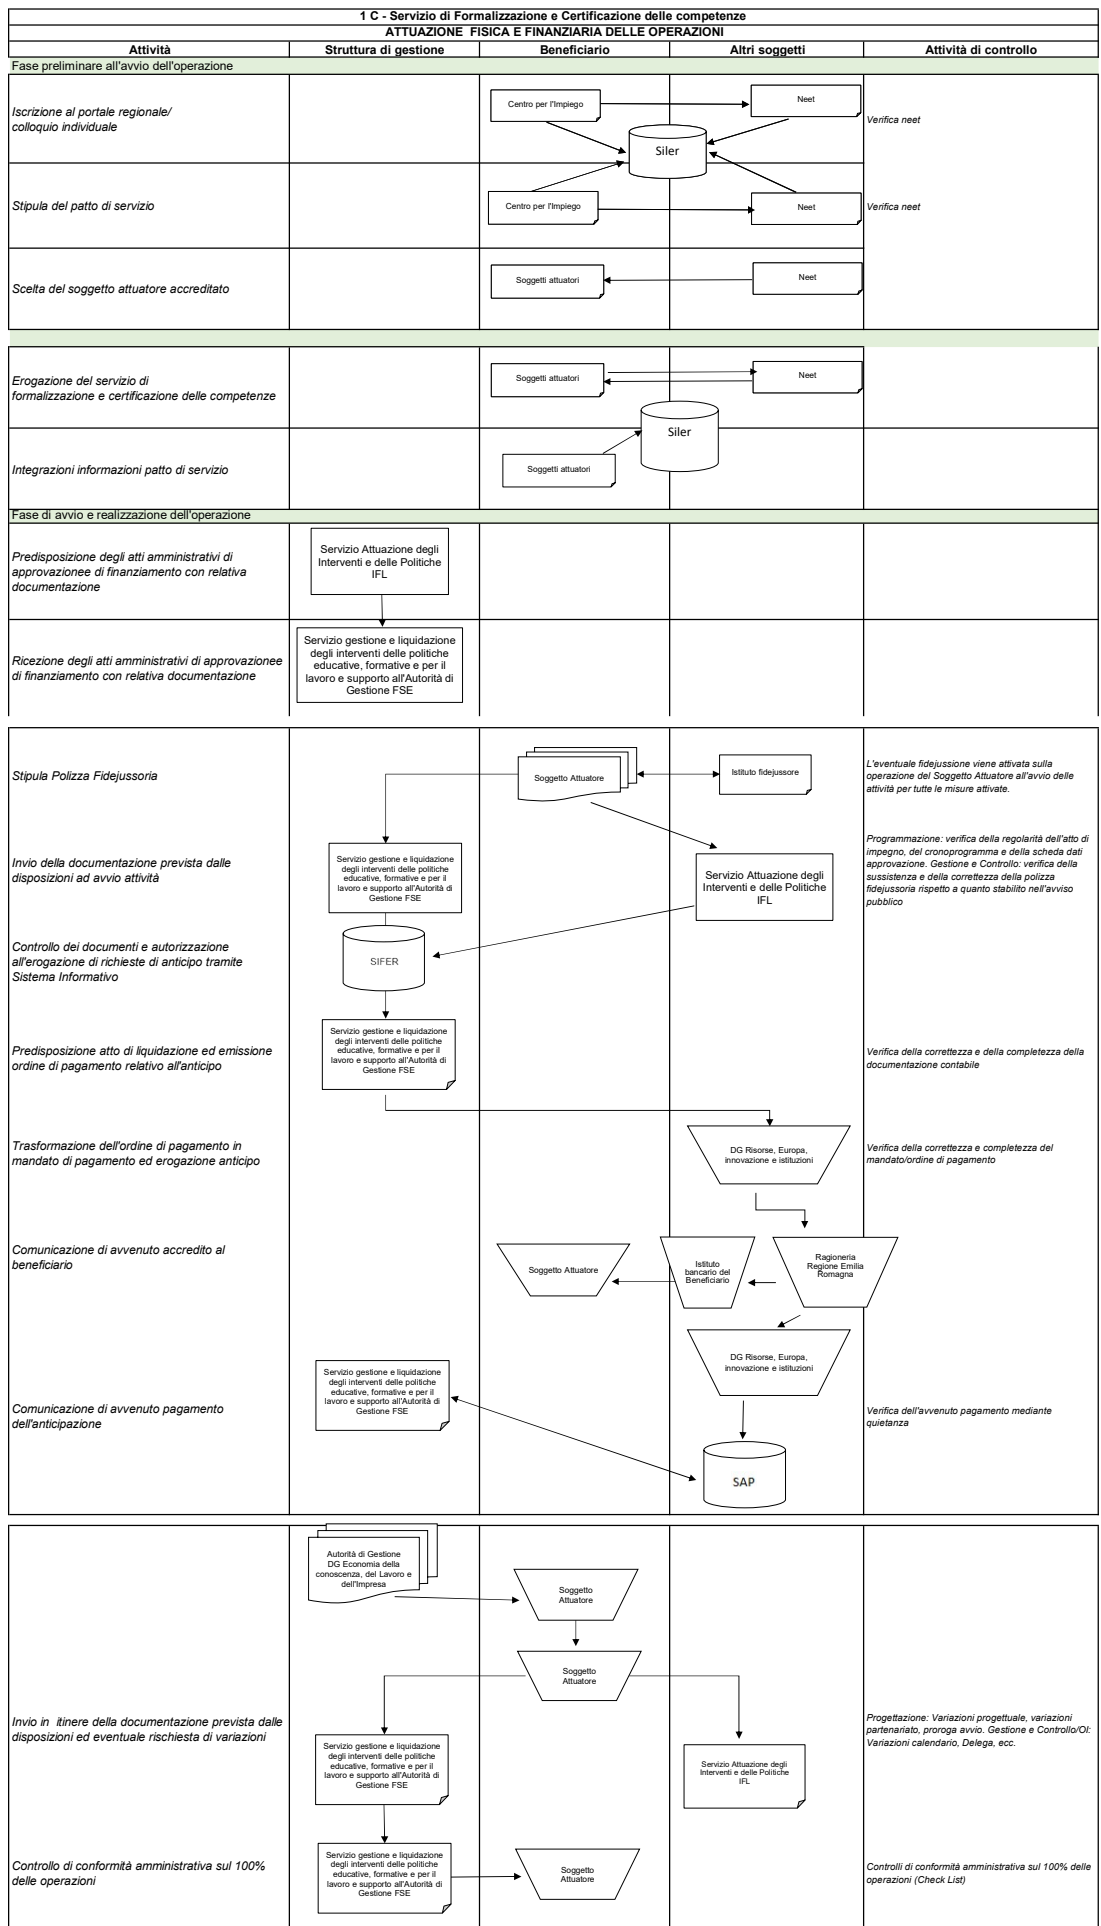 1 C - Servizio di Formalizzazione e Certificazione delle competenze
ATTUAZIONE FISICA E FINANZIARIA DELLE OPERAZIONI
Attività
Struttura di gestione
Beneficiario
Altri soggetti
Attività di controllo
Fase preliminare all'avvio dell'operazione
Iscrizione al portale regionale/
colloquio individuale
Centro per l'Impiego
Neet
Verifica neet
Siler
Stipula del patto di servizio
Centro per l'Impiego
Neet
Verifica neet
Scelta del soggetto attuatore accreditato
Soggetti attuatori
Neet
Erogazione del servizio di
formalizzazione e certificazione delle competenze
Soggetti attuatori
Neet
Siler
Integrazioni informazioni patto di servizio
Soggetti attuatori
Fase di avvio e realizzazione dell'operazione
Predisposizione degli atti amministrativi di
approvazionee di finanziamento con relativa
documentazione
Servizio Attuazione degli
Interventi e delle Politiche
IFL
Ricezione degli atti amministrativi di approvazionee
di finanziamento con relativa documentazione
Servizio gestione e liquidazione
degli interventi delle politiche
educative, formative e per il
lavoro e supporto all'Autorità di
Gestione FSE
Stipula Polizza Fidejussoria
Soggetto Attuatore
Istituto fidejussore
L'eventuale fidejussione viene attivata sulla
operazione del Soggetto Attuatore all'avvio delle
attività per tutte le misure attivate.
Invio della documentazione prevista dalle
disposizioni ad avvio attività
Servizio gestione e liquidazione
degli interventi delle politiche
educative, formative e per il
lavoro e supporto all'Autorità di
Gestione FSE
Servizio Attuazione degli
Interventi e delle Politiche
IFL
Programmazione: verifica della regolarità dell'atto di
impegno, del cronoprogramma e della scheda dati
approvazione. Gestione e Controllo: verifica della
sussistenza e della correttezza della polizza
fidejussoria rispetto a quanto stabilito nell'avviso
pubblico
Controllo dei documenti e autorizzazione
all'erogazione di richieste di anticipo tramite
Sistema Informativo
SIFER
Predisposizione atto di liquidazione ed emissione
ordine di pagamento relativo all'anticipo
Servizio gestione e liquidazione
degli interventi delle politiche
educative, formative e per il
lavoro e supporto all'Autorità di
Gestione FSE
Verifica della correttezza e della completezza della
documentazione contabile
Trasformazione dell'ordine di pagamento in
mandato di pagamento ed erogazione anticipo
DG Risorse, Europa,
innovazione e istituzioni
Verifica della correttezza e completezza del
mandato/ordine di pagamento
Comunicazione di avvenuto accredito al
beneficiario
Soggetto Attuatore
Istituto
bancario del
Beneficiario
Ragioneria
Regione Emilia
Romagna
DG Risorse, Europa,
innovazione e istituzioni
Comunicazione di avvenuto pagamento
dell'anticipazione
Servizio gestione e liquidazione
degli interventi delle politiche
educative, formative e per il
lavoro e supporto all'Autorità di
Gestione FSE
Verifica dell'avvenuto pagamento mediante
quietanza
SAP
Autorità di Gestione
DG Economia della
conoscenza, del Lavoro e
dell'Impresa
Soggetto
Attuatore
Soggetto
Attuatore
Invio in itinere della documentazione prevista dalle
disposizioni ed eventuale rischiesta di variazioni
Servizio gestione e liquidazione
degli interventi delle politiche
educative, formative e per il
lavoro e supporto all'Autorità di
Gestione FSE
Servizio Attuazione degli
Interventi e delle Politiche
IFL
Progettazione: Variazioni progettuale, variazioni
partenariato, proroga avvio. Gestione e Controllo/OI:
Variazioni calendario, Delega, ecc.
Controllo di conformità amministrativa sul 100%
delle operazioni
Servizio gestione e liquidazione
degli interventi delle politiche
educative, formative e per il
lavoro e supporto all'Autorità di
Gestione FSE
Soggetto
Attuatore
Controlli di conformità amministrativa sul 100% delle
operazioni (Check List)